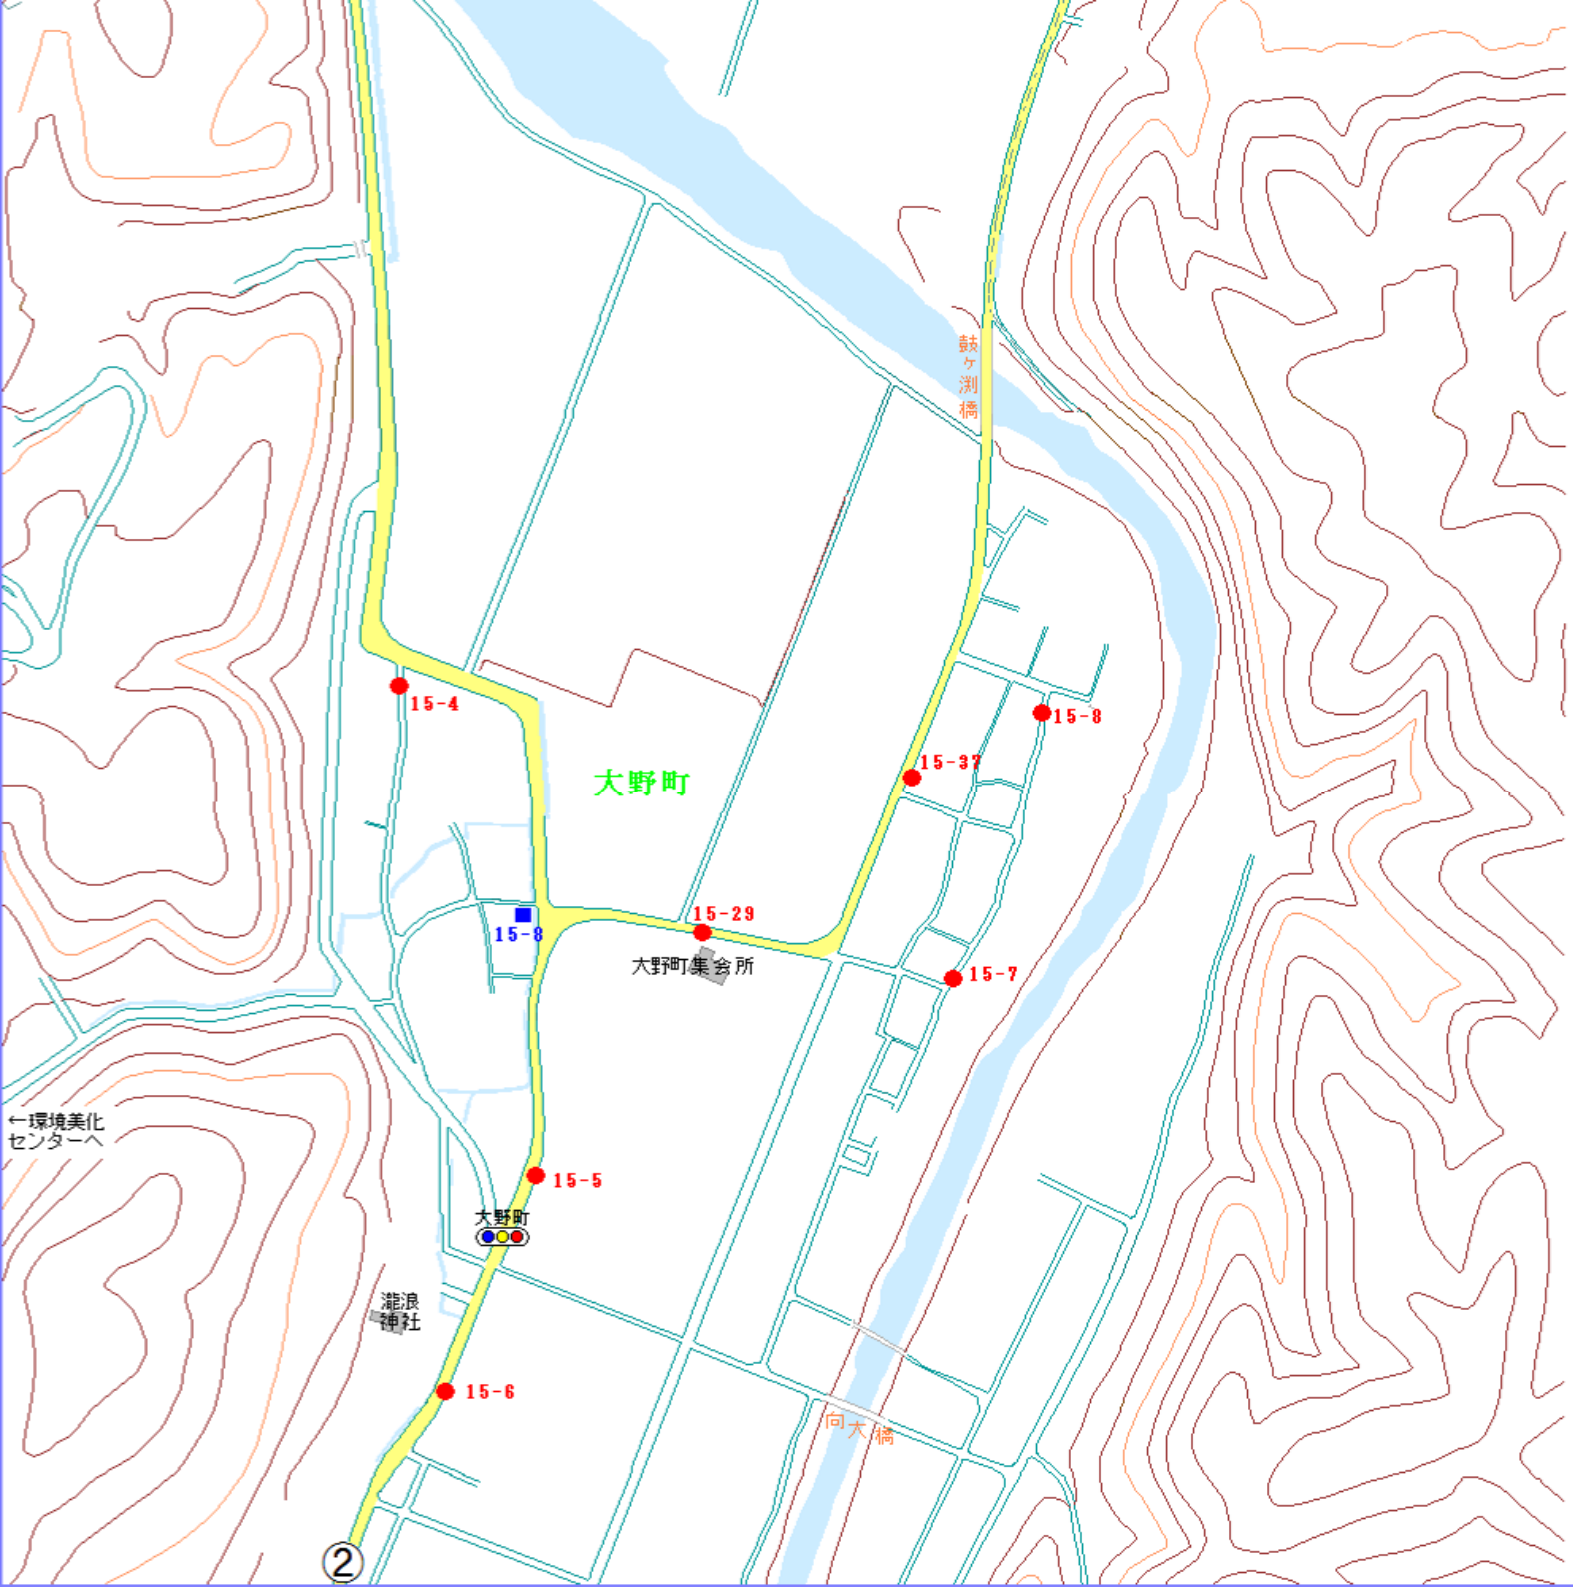 鼓ヶ渕橋
15-4
15-8
15-37
大野町
15-29
15-8
大野町集会所
15-7
←環境美化
センターへ
15-5
大野町
瀧浪
神社
15-6
向大橋
2